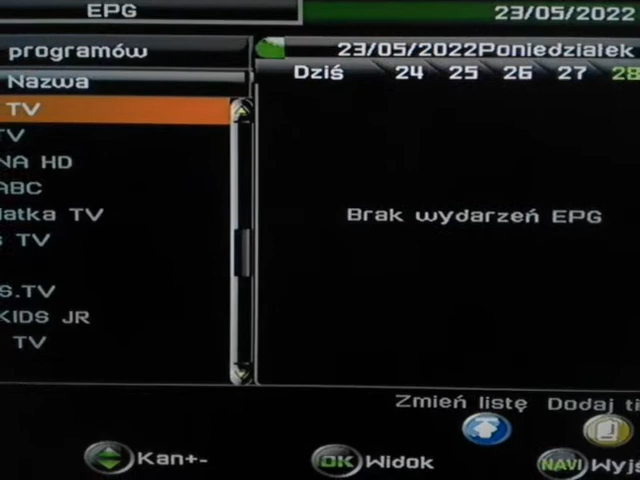 EPG
23/05/2022
programów
23/05/2022Poniedziałek
Nazwa
Dziś 24 25 26 27 28
TV
TV
NA HD
ABC
iatka TV
s TV
S.TV
KIDS JR
TV
Brak wydarzeń EPG
Zmień listę Dodaj ti
Kan+-
OK Widok
NAVI Wyjś